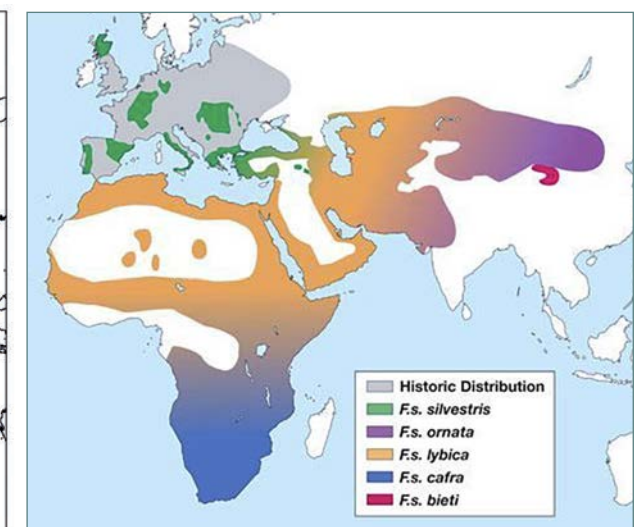 Historic Distribution
F.s. silvestris
F.s. ornata
F.s. lybica
F.s. cafra
F.s. bieti